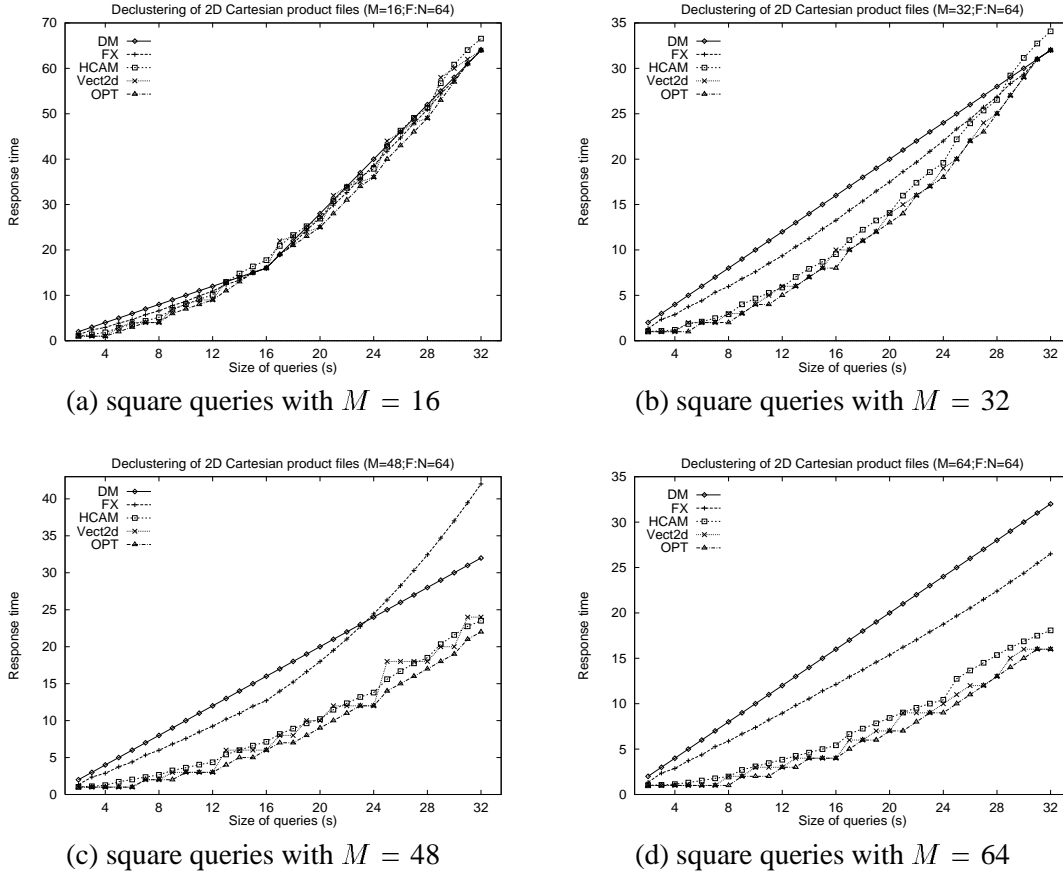 Declustering of 2D Cartesian product files (M=16;F:N=64)
DM
FX
HCAM
Vect2d
OPT
70
60
50
40
30
20
10
0
Response time
4 8 12 16 20 24 28 32
Size of queries (s)
(a) square queries with M = 16
Declustering of 2D Cartesian product files (M=32;F:N=64)
DM
FX
HCAM
Vect2d
OPT
35
30
25
20
15
10
5
0
Response time
4 8 12 16 20 24 28 32
Size of queries (s)
(b) square queries with M = 32
Declustering of 2D Cartesian product files (M=48;F:N=64)
DM
FX
HCAM
Vect2d
OPT
40
35
30
25
20
15
10
5
0
Response time
4 8 12 16 20 24 28 32
Size of queries (s)
(c) square queries with M = 48
Declustering of 2D Cartesian product files (M=64;F:N=64)
DM
FX
HCAM
Vect2d
OPT
35
30
25
20
15
10
5
0
Response time
4 8 12 16 20 24 28 32
Size of queries (s)
(d) square queries with M = 64